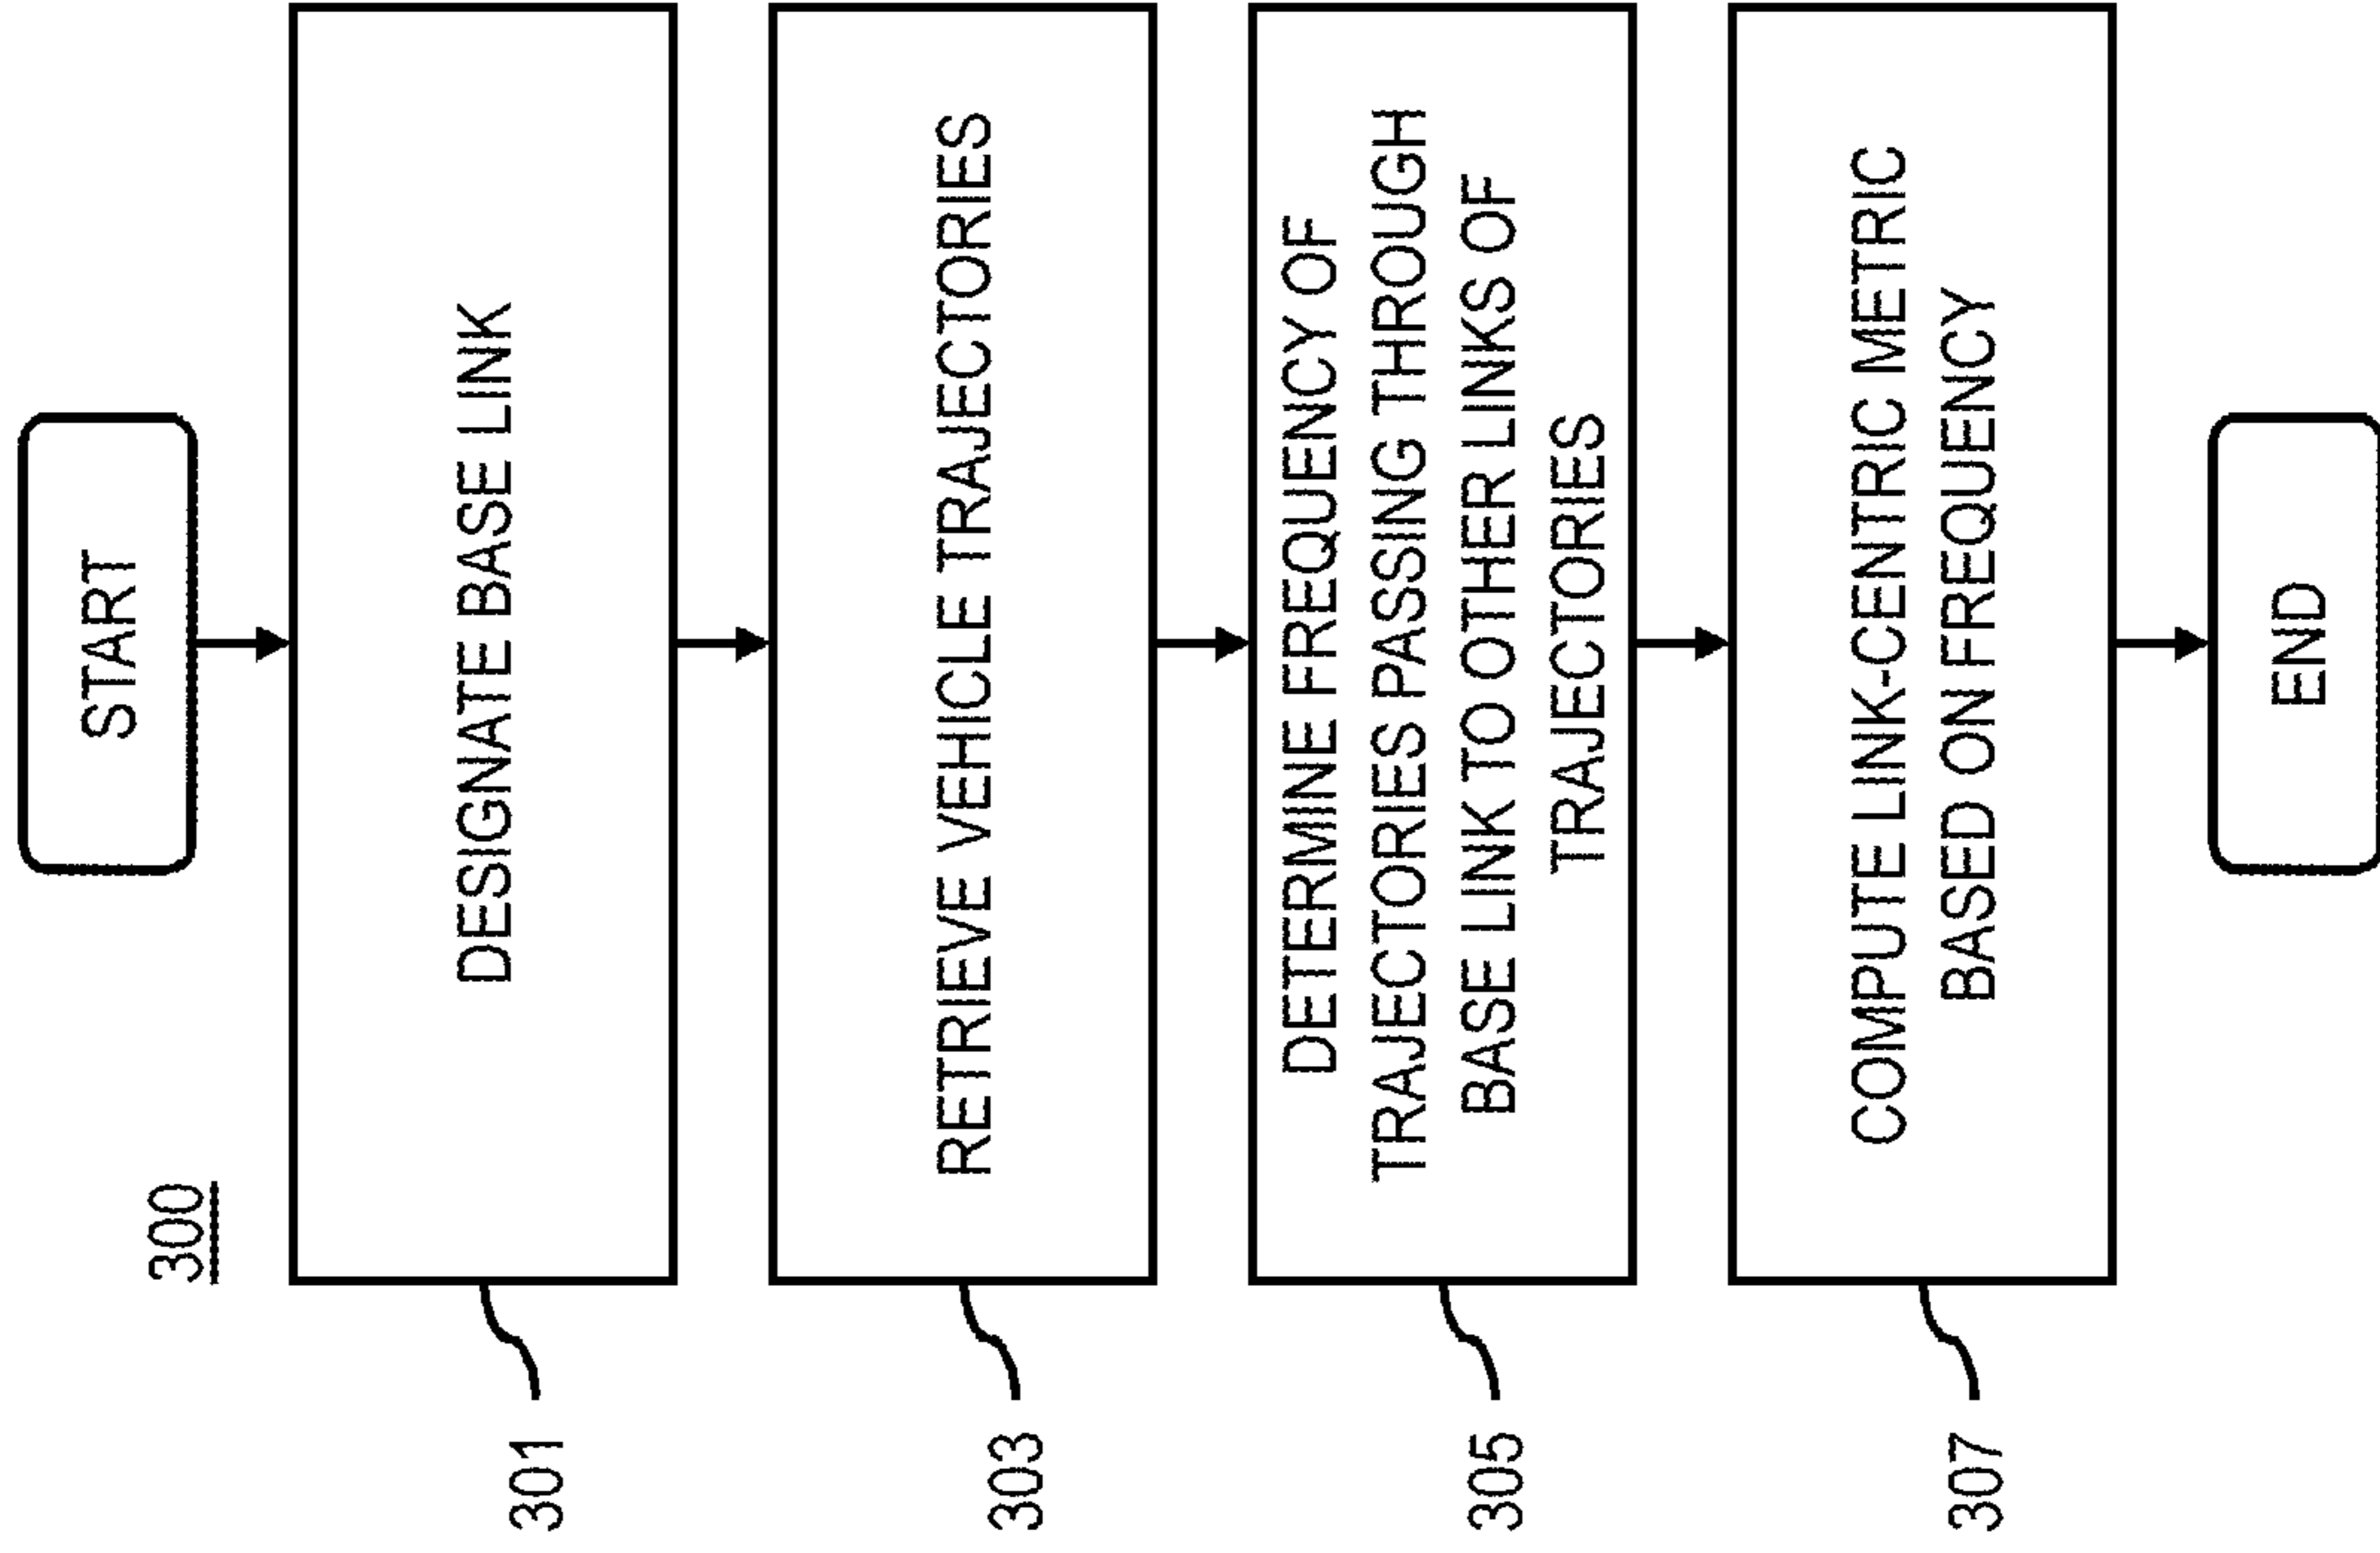 300
START
301
DESIGNATE BASE LINK
303
RETRIEVE VEHICLE TRAJECTORIES
305
DETERMINE FREQUENCY OF
TRAJECTORIES PASSING THROUGH
BASE LINK TO OTHER LINKS OF
TRAJECTORIES
307
COMPUTE LINK-CENTRIC METRIC
BASED ON FREQUENCY
END